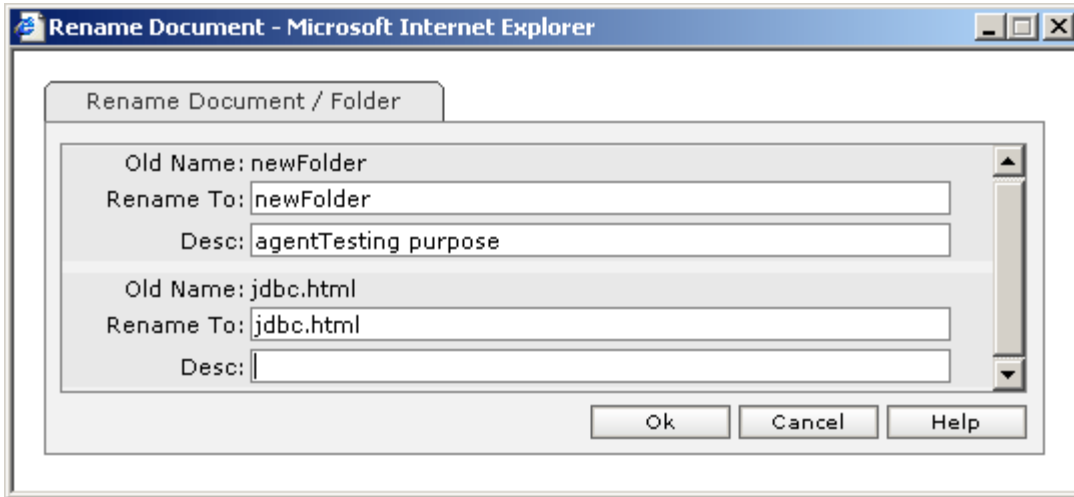 Rename Document - Microsoft Internet Explorer
Rename Document / Folder
Old Name: newFolder
Rename To: newFolder
Desc: agentTesting purpose
Old Name: jdbc.html
Rename To: jdbc.html
Desc:
Ok Cancel Help